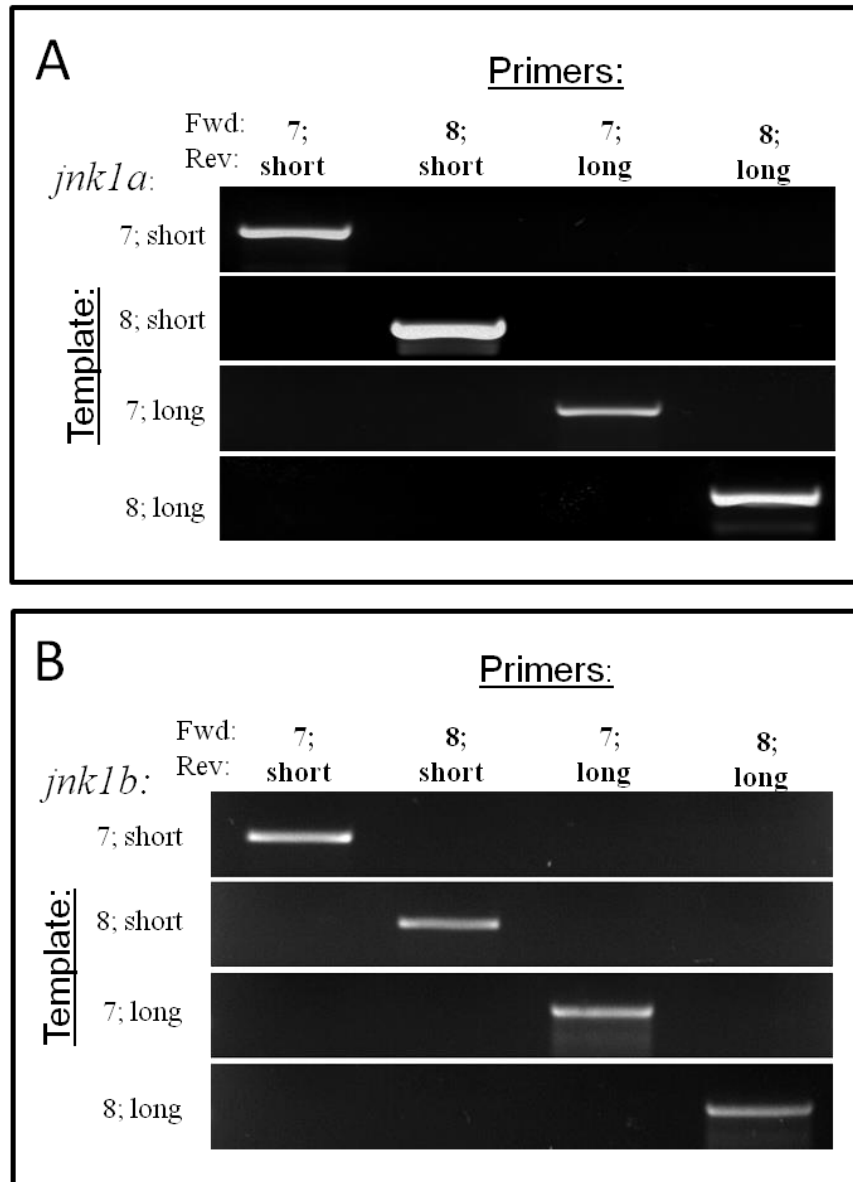 A
Primers:
Fwd: 7; 8; 7; 8;
Rev: short short long long
jnk1a:
7; short
8; short
Template:
7; long
8; long
B
Primers:
Fwd: 7; 8; 7; 8;
Rev: short short long long
jnk1b:
7; short
8; short
Template:
7; long
8; long